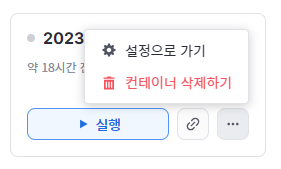 2023
설정으로 가기
약 18시간
컨테이너 삭제하기
실행